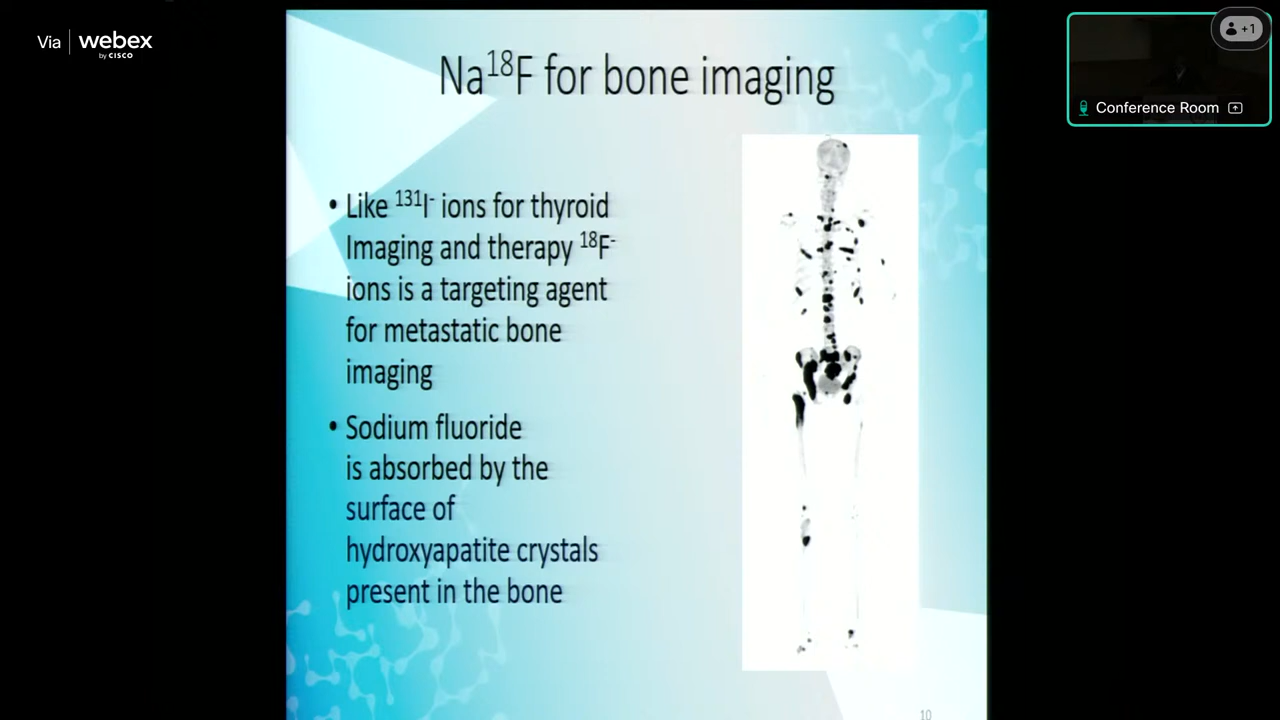 Via webex
by CISCO
+1
Conference Room
Na¹⁸F for bone imaging
• Like ¹³¹I⁻ ions for thyroid
Imaging and therapy ¹⁸F⁻
ions is a targeting agent
for metastatic bone
imaging
• Sodium fluoride
is absorbed by the
surface of
hydroxyapatite crystals
present in the bone
10